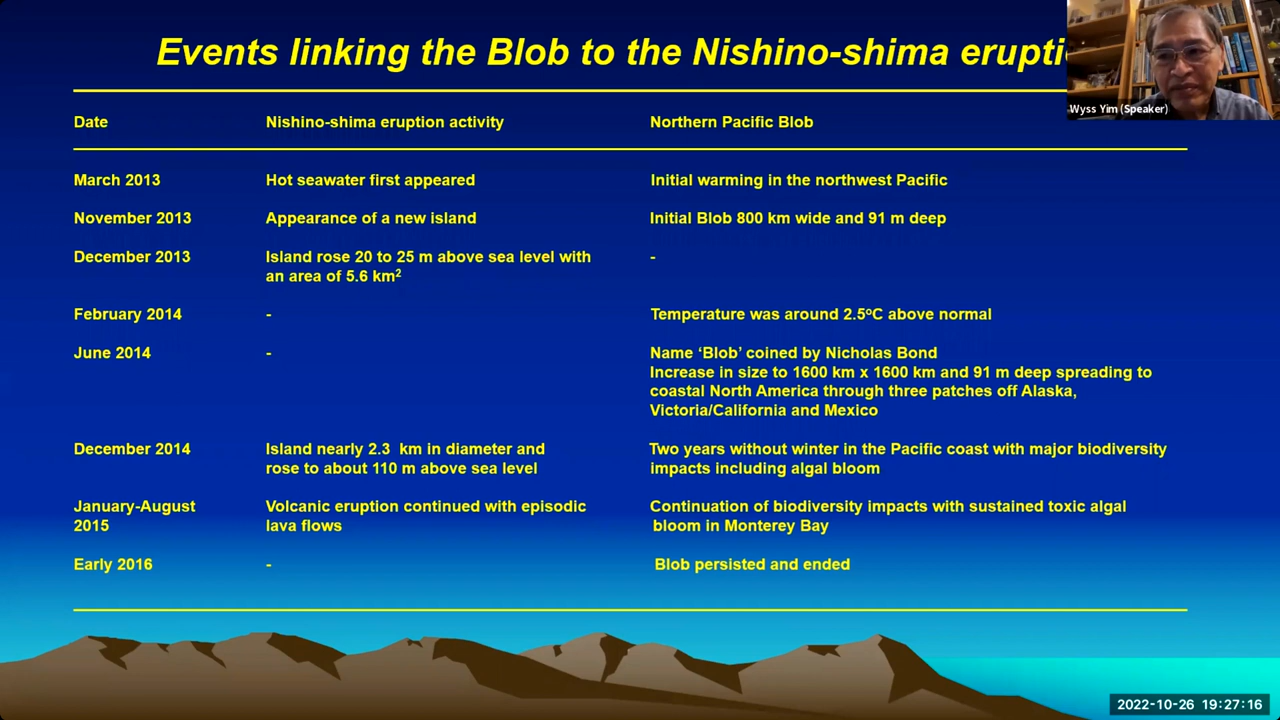 Events linking the Blob to the Nishino-shima
Wyss Yim (Speaker)
Date Nishino-shima eruption activity Northern Pacific Blob
March 2013 Hot seawater first appeared Initial warming in the northwest Pacific
November 2013 Appearance of a new island Initial Blob 800 km wide and 91 m deep
December 2013 Island rose 20 to 25 m above sea level with -
an area of 5.6 km²
February 2014 - Temperature was around 2.5ºC above normal
June 2014 - Name ‘Blob’ coined by Nicholas Bond
Increase in size to 1600 km x 1600 km and 91 m deep spreading to
coastal North America through three patches off Alaska,
Victoria/California and Mexico
December 2014 Island nearly 2.3 km in diameter and Two years without winter in the Pacific coast with major biodiversity
rose to about 110 m above sea level impacts including algal bloom
January-August Volcanic eruption continued with episodic Continuation of biodiversity impacts with sustained toxic algal
2015 lava flows bloom in Monterey Bay
Early 2016 - Blob persisted and ended
2022-10-26 19:27:16